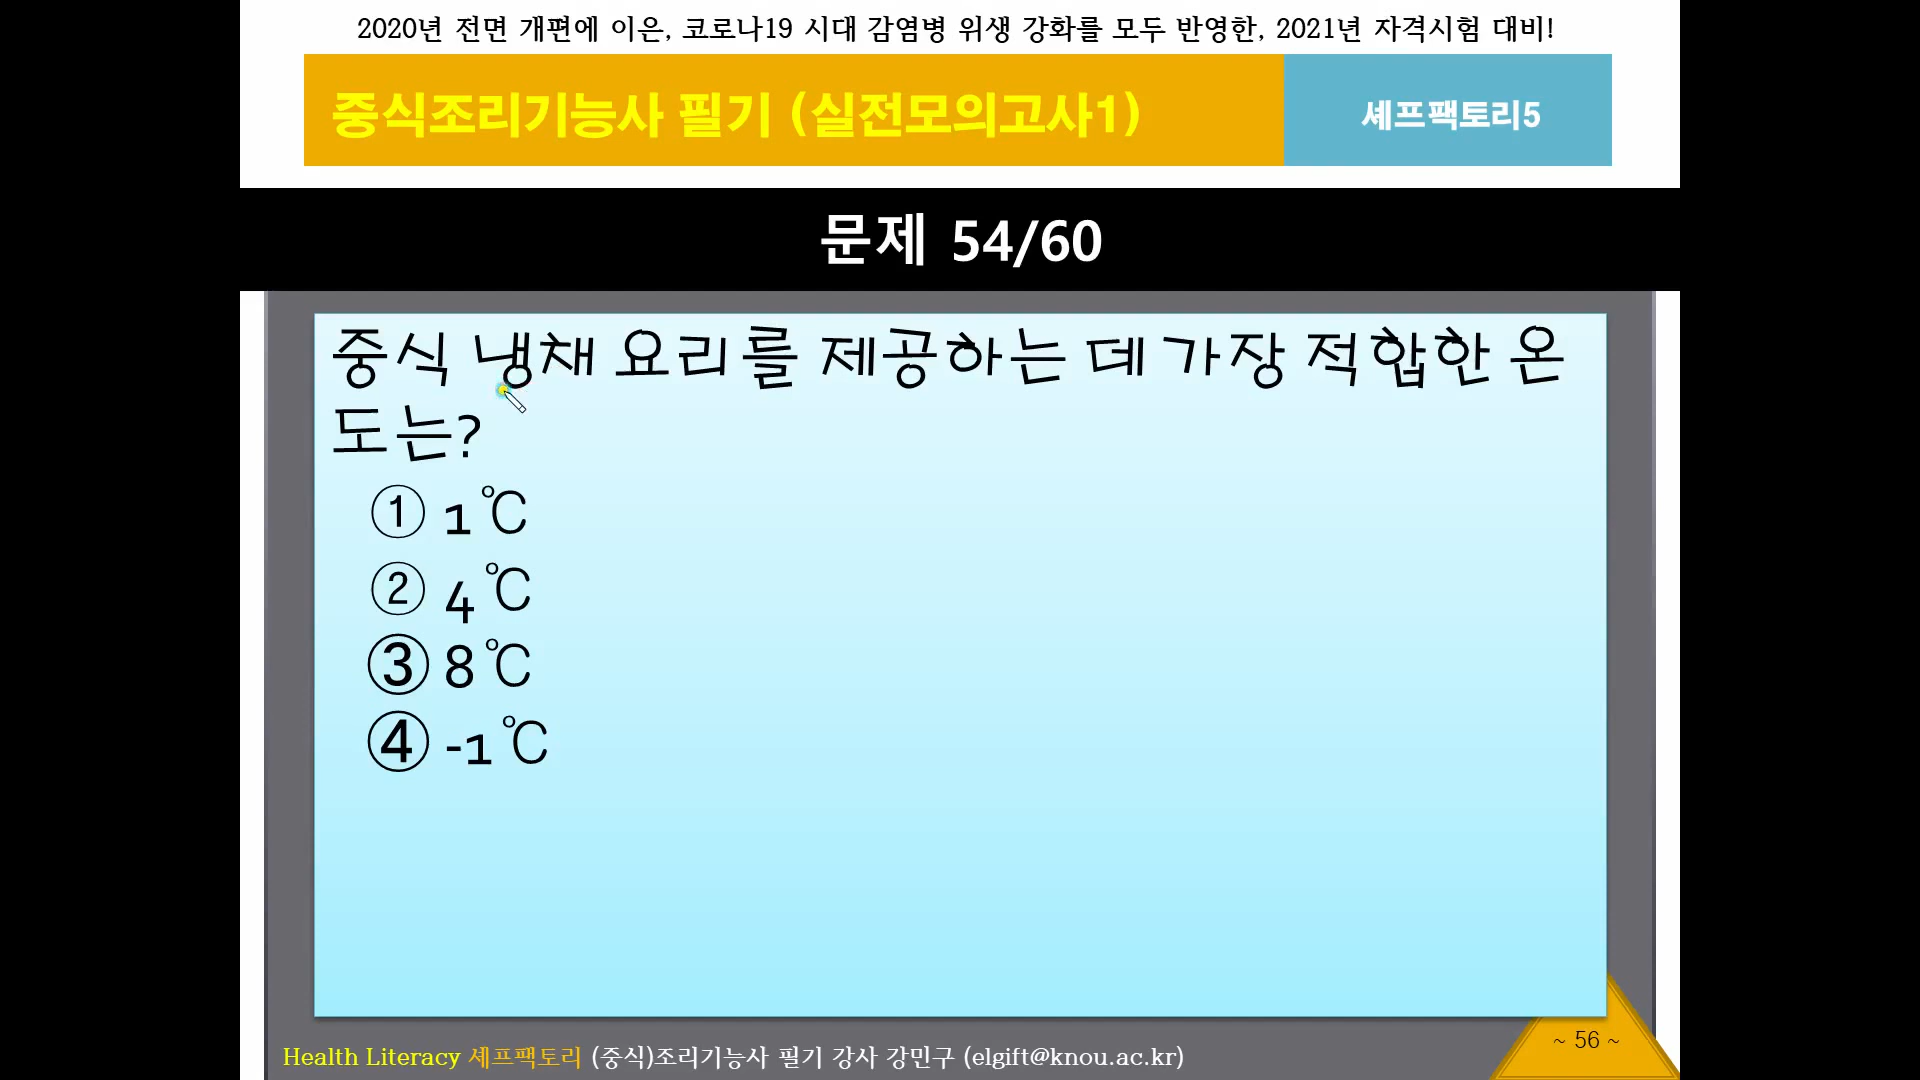 2020년 전면 개편에 이은, 코로나19 시대 감염병 위생 강화를 모두 반영한, 2021년 자격시험 대비!
중식조리기능사 필기 (실전모의고사1)
셰프팩토리5
문제 54/60
중식 냉채 요리를 제공하는 데 가장 적합한 온
도는?
① 1℃
② 4℃
③ 8℃
④ -1℃
Health Literacy 셰프팩토리 (중식)조리기능사 필기 강사 강민구 (elgift@knou.ac.kr)
~ 56 ~